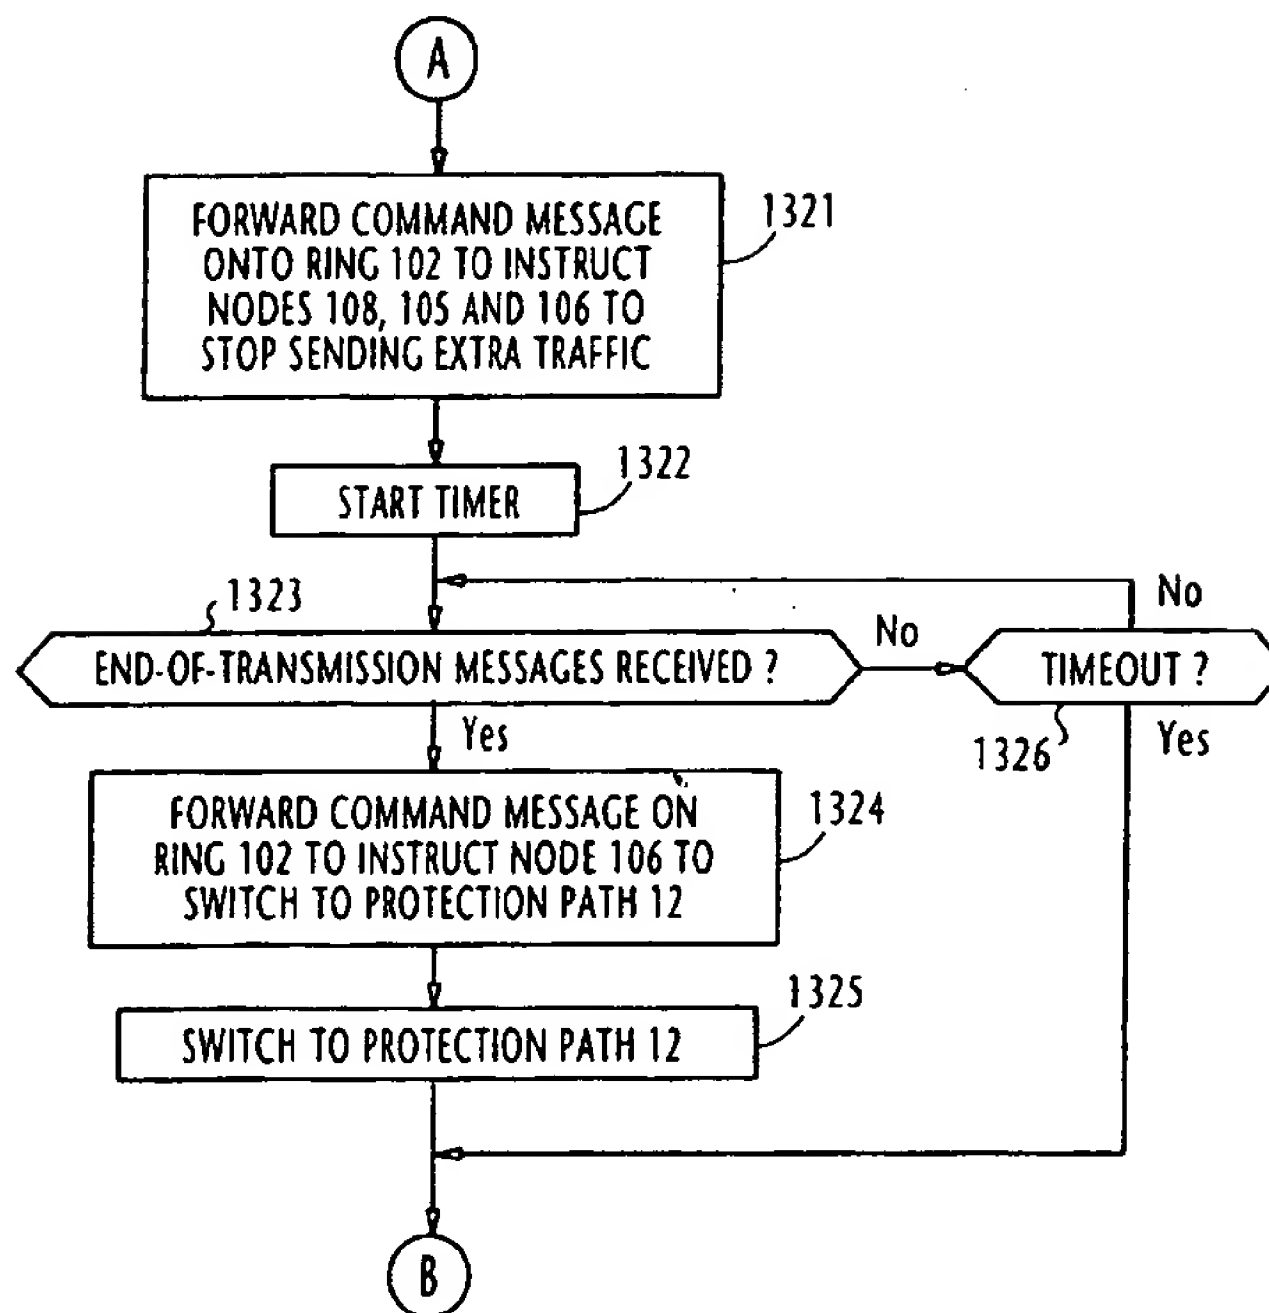 A
FORWARD COMMAND MESSAGE
ONTO RING 102 TO INSTRUCT
NODES 108, 105 AND 106 TO
STOP SENDING EXTRA TRAFFIC
1321
START TIMER
1322
1323
END-OF-TRANSMISSION MESSAGES RECEIVED ?
No
TIMEOUT ?
No
1326
Yes
Yes
FORWARD COMMAND MESSAGE ON
RING 102 TO INSTRUCT NODE 106 TO
SWITCH TO PROTECTION PATH 12
1324
SWITCH TO PROTECTION PATH 12
1325
B